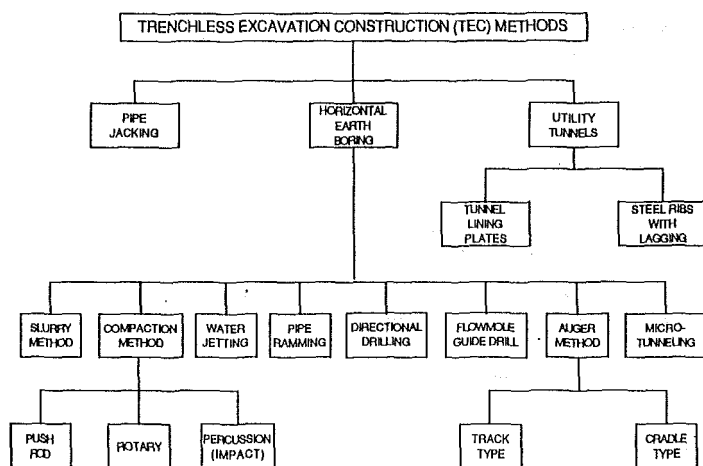 TRENCHLESS EXCAVATION CONSTRUCTION (TEC) METHODS
PIPE
JACKING
HORIZONTAL
EARTH
BORING
UTILITY
TUNNELS
TUNNEL
LINING
PLATES
STEEL RIBS
WITH
LAGGING
SLURRY
METHOD
COMPACTION
METHOD
WATER
JETTING
PIPE
RAMMING
DIRECTIONAL
DRILLING
FLOWMOLE
GUIDE DRILL
AUGER
METHOD
MICRO-
TUNNELING
PUSH
ROD
ROTARY
PERCUSSION
(IMPACT)
TRACK
TYPE
CRADLE
TYPE